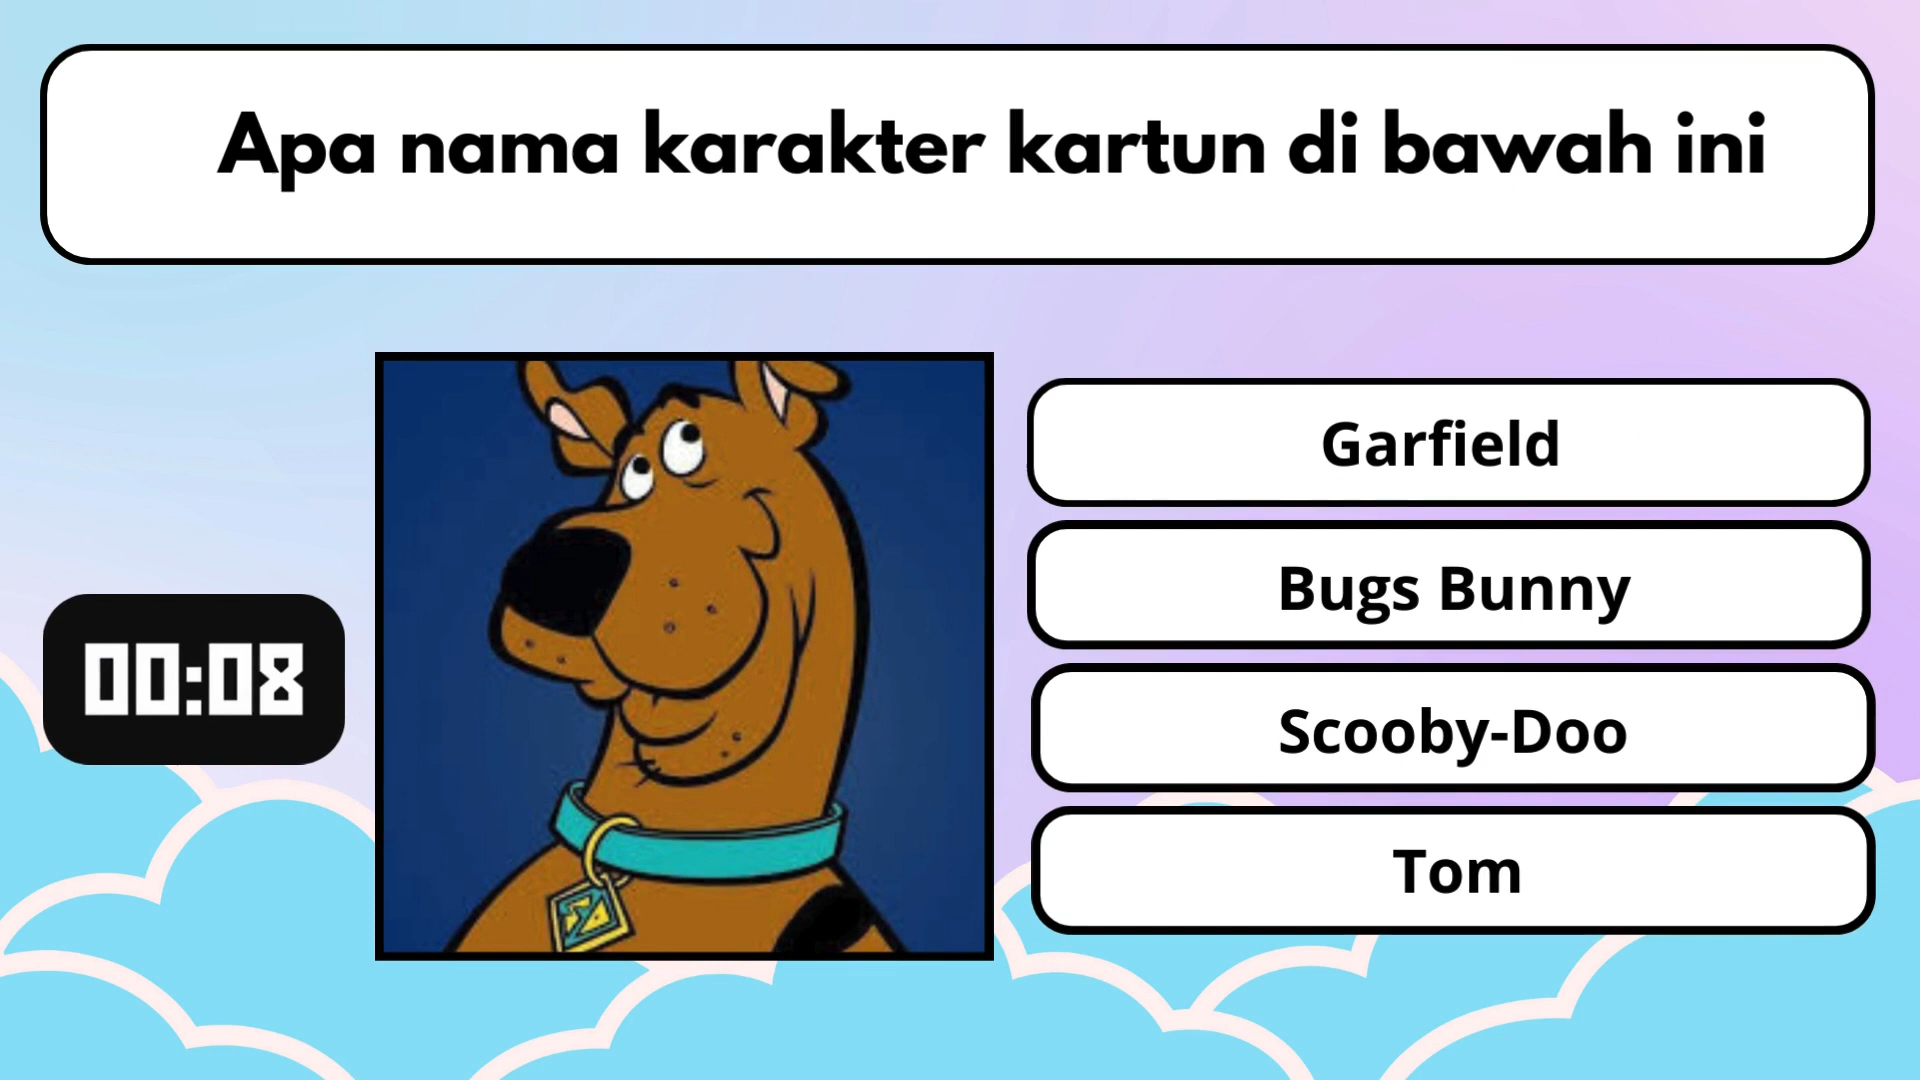 Apa nama karakter kartun di bawah ini
00:08
Garfield
Bugs Bunny
Scooby-Doo
Tom